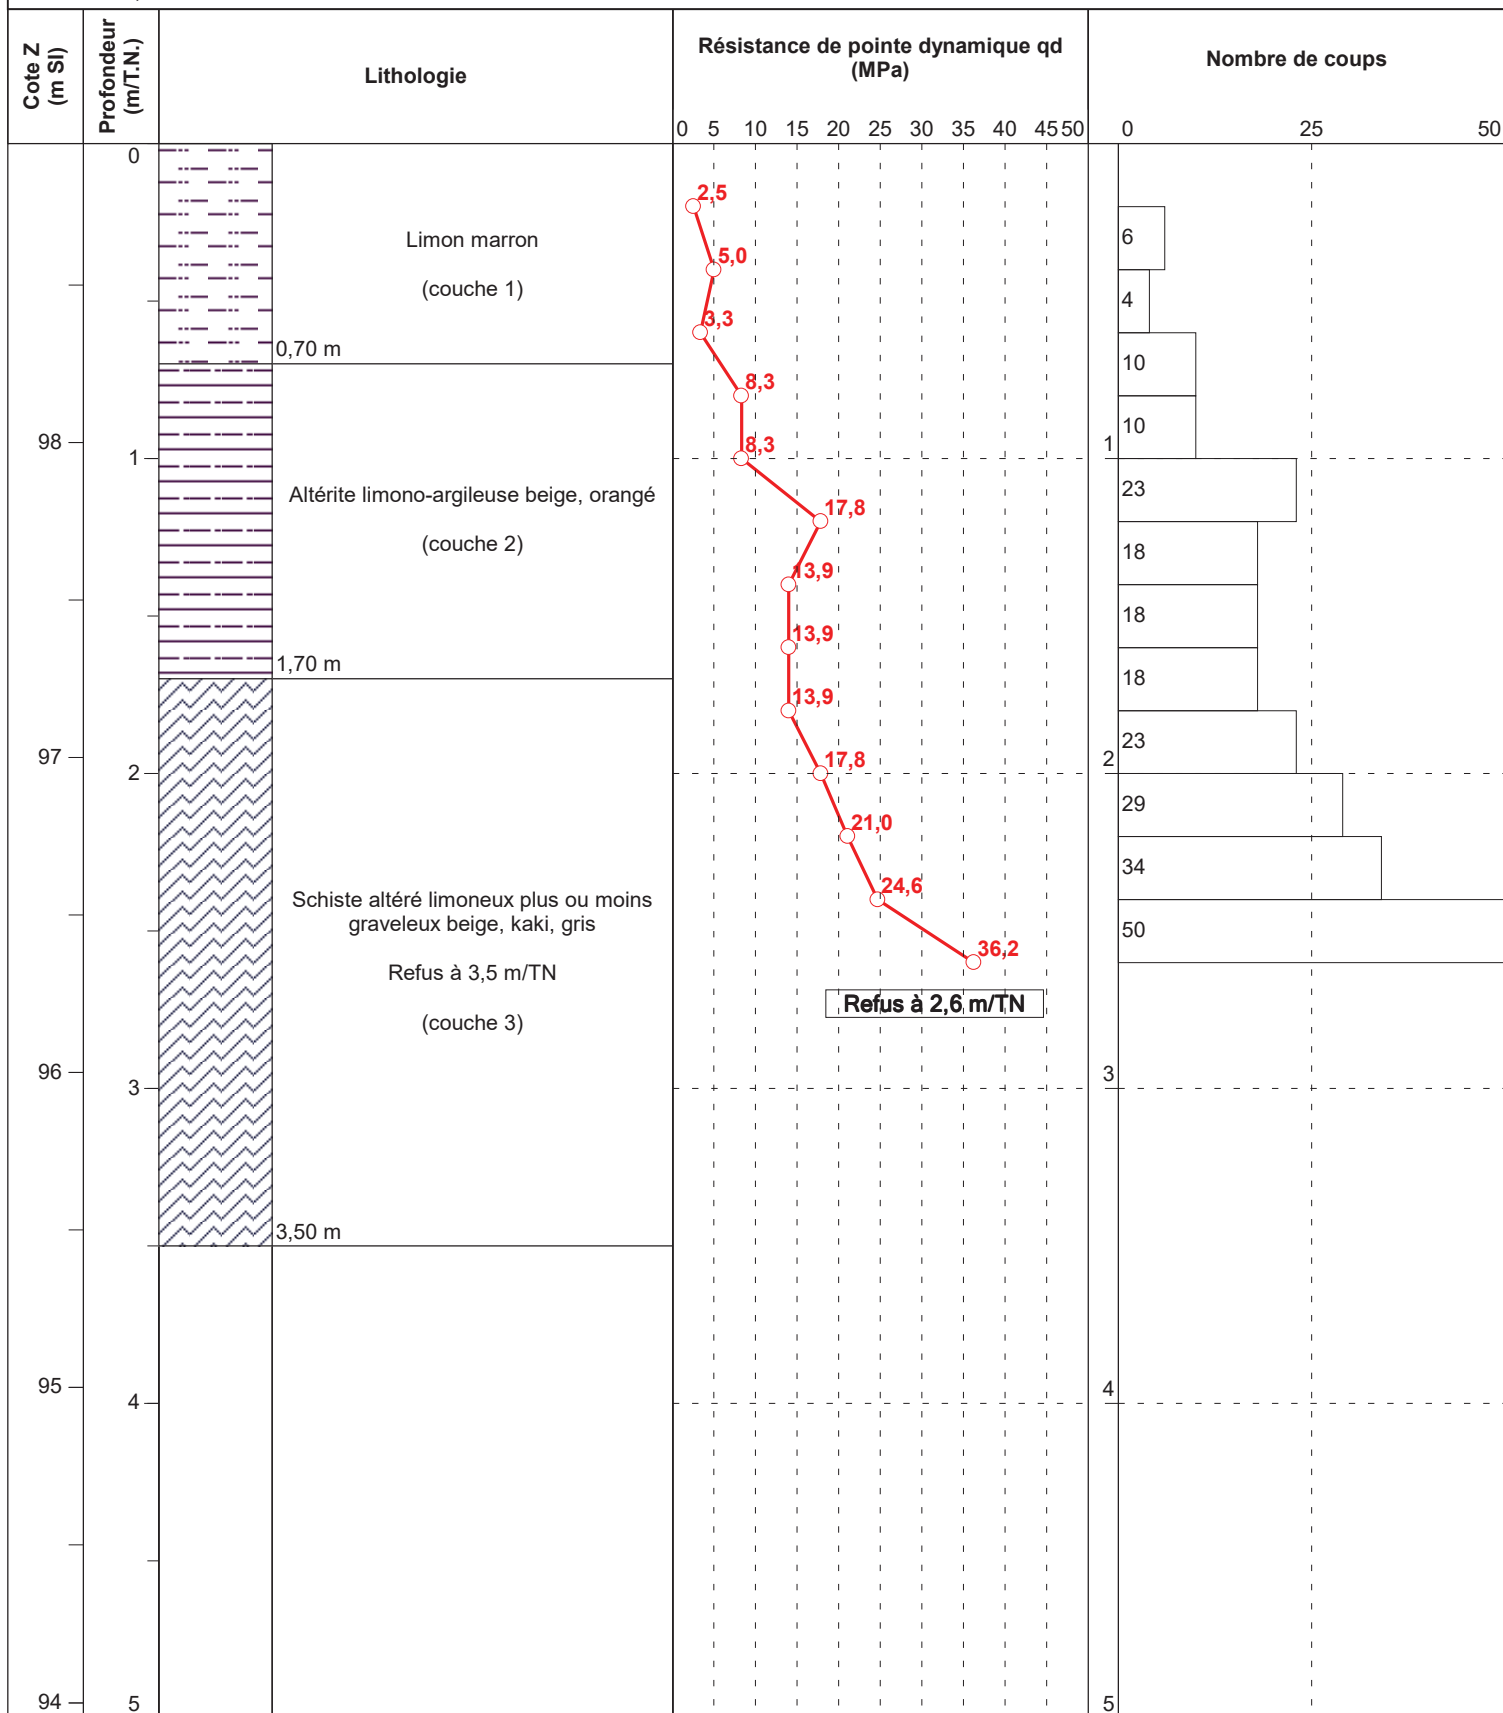 Cote Z
(m SI)
Profondeur
(m/T.N.)
Lithologie
Résistance de pointe dynamique qd
(MPa)
0 5 10 15 20 25 30 35 40 45 50
Nombre de coups
0 25 50
0
Limon marron
(couche 1)
0,70 m
98
1
Altérite limono-argileuse beige, orangé
(couche 2)
1,70 m
97
2
Schiste altéré limoneux plus ou moins
graveleux beige, kaki, gris
Refus à 3,5 m/TN
(couche 3)
96
3
3,50 m
95
4
94
5
2,5
5,0
3,3
8,3
8,3
17,8
13,9
13,9
13,9
17,8
21,0
24,6
36,2
Refus à 2,6 m/TN
6
4
10
10
1
23
18
18
18
23
2
29
34
50
3
4
5